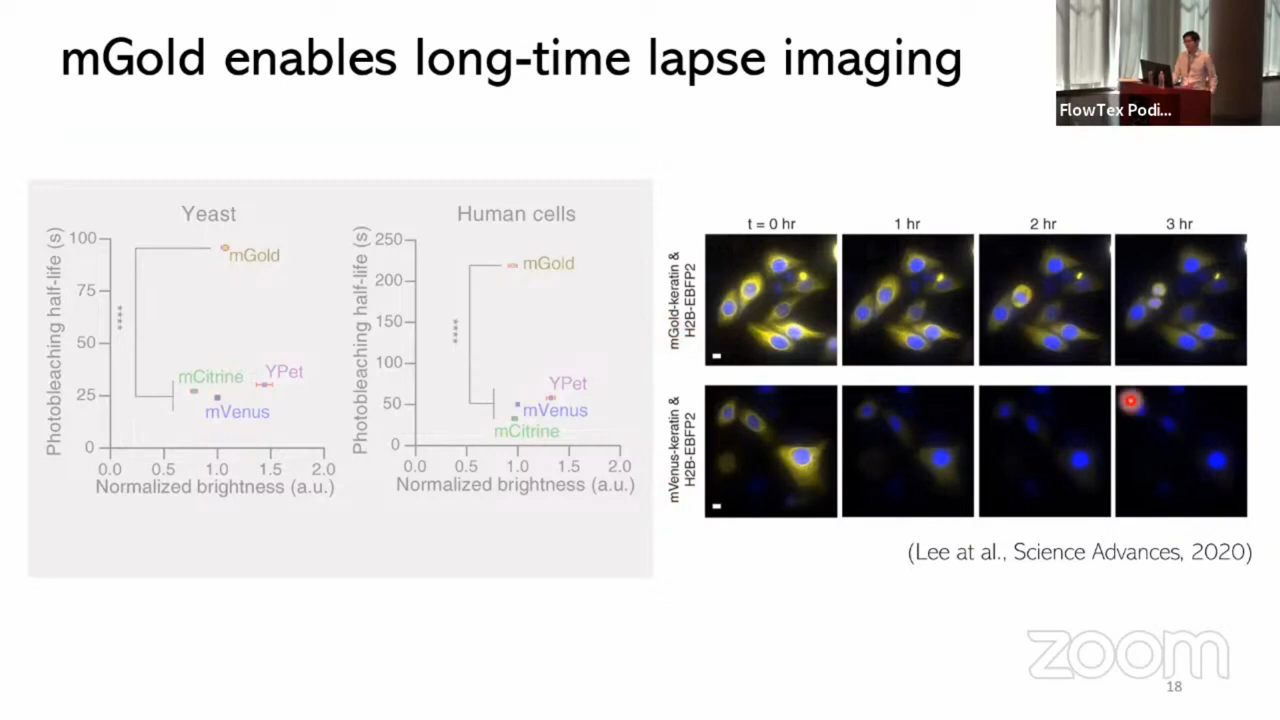 mGold enables long-time lapse imaging
FlowTex Podi...
Yeast
Photobleaching half-life (s)
100
75
50
25
0
****
mGold
mCitrine
YPet
mVenus
0.0 0.5 1.0 1.5 2.0
Normalized brightness (a.u.)
Human cells
Photobleaching half-life (s)
250
200
150
100
50
0
****
mGold
YPet
mVenus
mCitrine
0.0 0.5 1.0 1.5 2.0
Normalized brightness (a.u.)
t = 0 hr 1 hr 2 hr 3 hr
mGold-keratin &
H2B-EBFP2
mVenus-keratin &
H2B-EBFP2
(Lee at al., Science Advances, 2020)
zoom
18